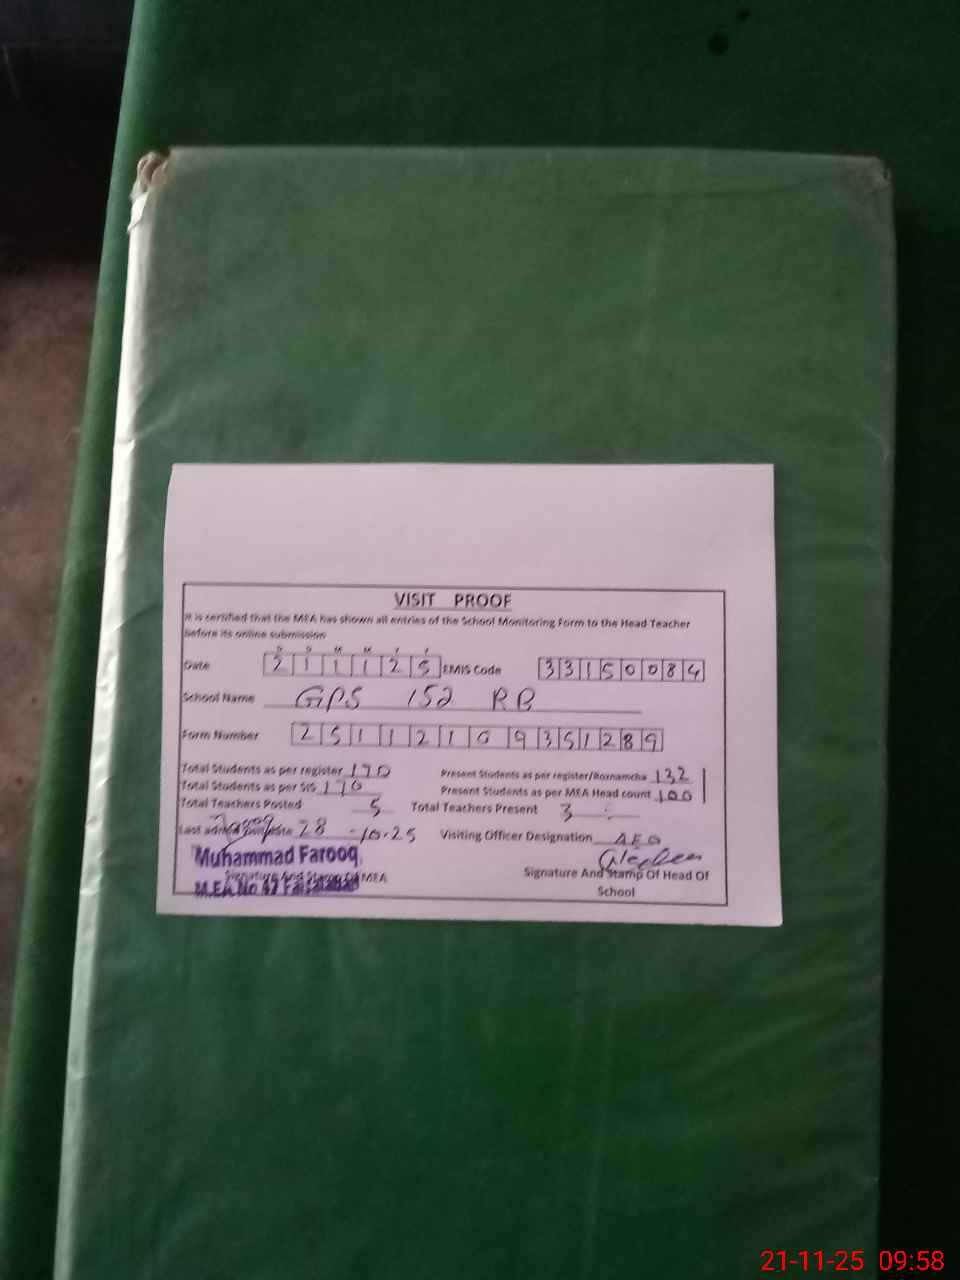 VISIT PROOF
It is certified that the MEA has shown all entries of the School Monitoring Form to the Head Teacher
Before its online submission
D D M M Y Y
Date 2 1 1 1 2 5 EMIS Code 3 3 1 5 0 0 8 4
School Name GPS 152 RB
Form Number 2 5 1 1 2 1 0 9 3 5 1 2 8 9
Total Students as per register 170 Present Students as per register/Roznamcha 132
Total Students as per SIS 170 Present Students as per MEA Head count 100
Total Teachers Posted 5 Total Teachers Present 3
Last admission date 28-10-25 Visiting Officer Designation AEO
Muhammad Farooq
Signature And Stamp Of MEA Signature And Stamp Of Head Of
M.E.A No 47 Faisalabad School
21-11-25 09:58